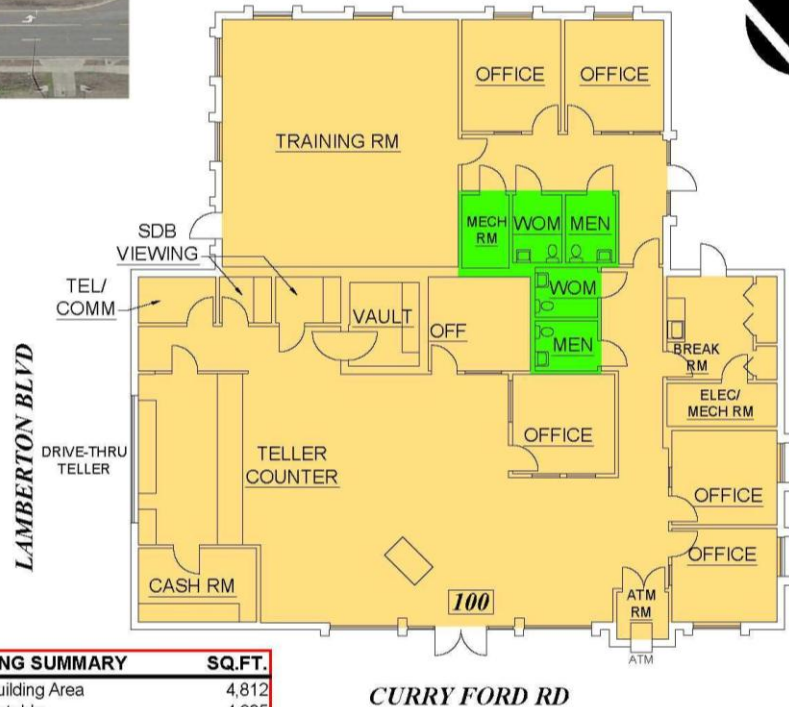 OFFICE
OFFICE
TRAINING RM
MECH
RM
WOM
MEN
SDB
VIEWING
TEL/
COMM
WOM
VAULT
OFF
MEN
BREAK
RM
ELEC/
MECH RM
LAMBERTON BLVD
DRIVE-THRU
TELLER
TELLER
COUNTER
OFFICE
OFFICE
OFFICE
CASH RM
100
ATM
RM
ATM
NG SUMMARY SQ.FT.
uilding Area 4,812
CURRY FORD RD